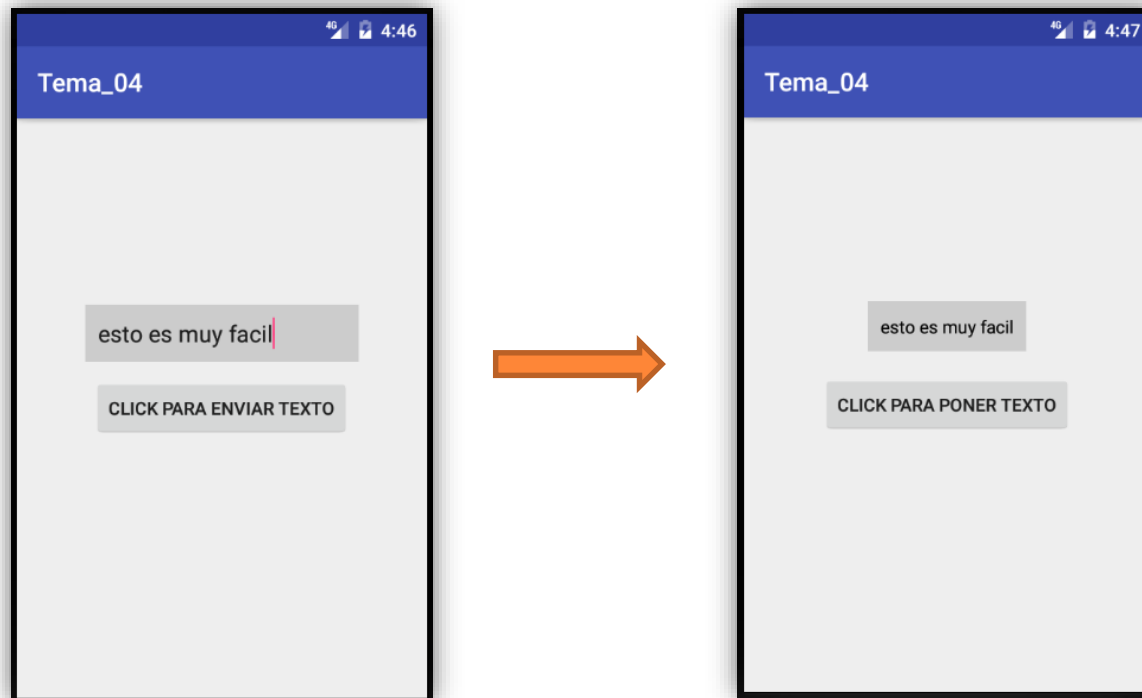 4G 4:46
Tema_04
esto es muy facil
CLICK PARA ENVIAR TEXTO
4G 4:47
Tema_04
esto es muy facil
CLICK PARA PONER TEXTO